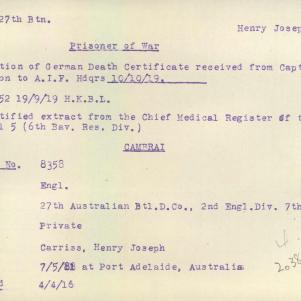 27th Btn.
Henry Josep
Prisoner of War
tion of German Death Certificate received from Capt
on to A.I.F. Hdqrs 10/10/19.
52 19/9/19 H.K.B.L.
tified extract from the Chief Medical Register of t
l 5 (6th Bav. Res. Div.)
CAMBRAI
No. 8358
Engl.
27th Australian Btl.D.Co., 2nd Engl.Div. 7th
Private
Carriss, Henry Joseph
7/5/ at Port Adelaide, Australia
4/4/16